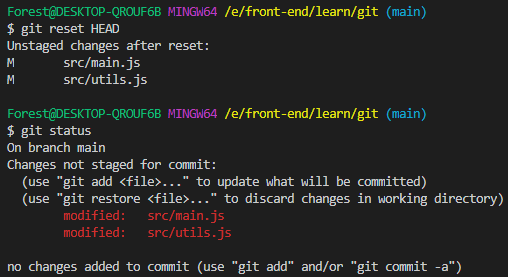 Forest@DESKTOP-QROUF6B MINGW64 /e/front-end/learn/git (main)
$ git reset HEAD
Unstaged changes after reset:
M       src/main.js
M       src/utils.js

Forest@DESKTOP-QROUF6B MINGW64 /e/front-end/learn/git (main)
$ git status
On branch main
Changes not staged for commit:
  (use "git add <file>..." to update what will be committed)
  (use "git restore <file>..." to discard changes in working directory)
        modified:   src/main.js
        modified:   src/utils.js

no changes added to commit (use "git add" and/or "git commit -a")